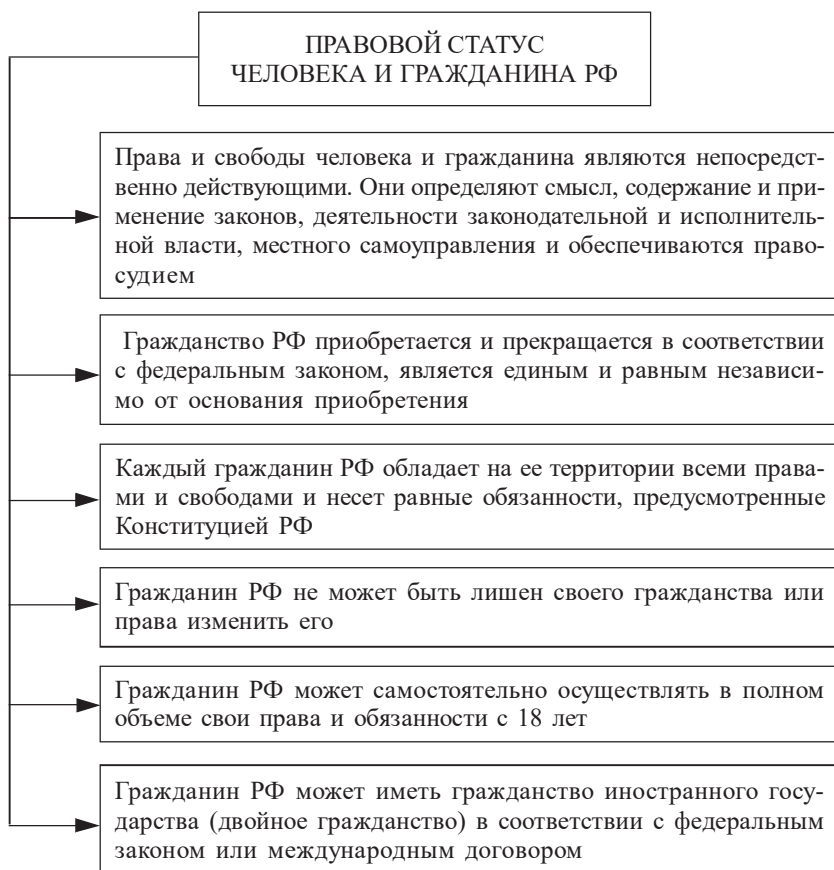 ПРАВОВОЙ СТАТУС
ЧЕЛОВЕКА И ГРАЖДАНИНА РФ
Права и свободы человека и гражданина являются непосредст-
венно действующими. Они определяют смысл, содержание и при-
менение законов, деятельности законодательной и исполнитель-
ной власти, местного самоуправления и обеспечиваются право-
судием
Гражданство РФ приобретается и прекращается в соответствии
с федеральным законом, является единым и равным независи-
мо от основания приобретения
Каждый гражданин РФ обладает на ее территории всеми права-
ми и свободами и несет равные обязанности, предусмотренные
Конституцией РФ
Гражданин РФ не может быть лишен своего гражданства или
права изменить его
Гражданин РФ может самостоятельно осуществлять в полном
объеме свои права и обязанности с 18 лет
Гражданин РФ может иметь гражданство иностранного госу-
дарства (двойное гражданство) в соответствии с федеральным
законом или международным договором